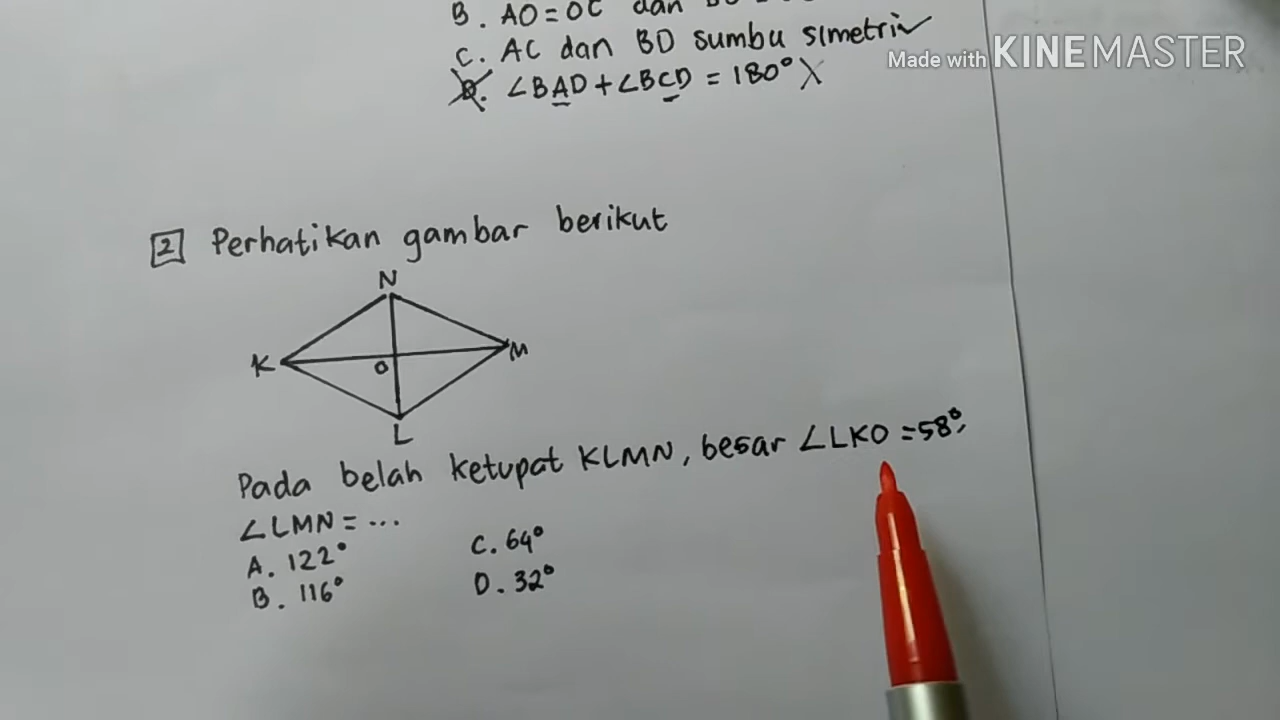 B. AO = OC dan
C. AC dan BD sumbu simetri
Made with KINEMASTER
D. ∠BAD + ∠BCD = 180°
2 Perhatikan gambar berikut
N
K
O
M
L
Pada belah ketupat KLMN, besar ∠LKO = 58°,
∠LMN = ...
A. 122°
C. 64°
B. 116°
D. 32°